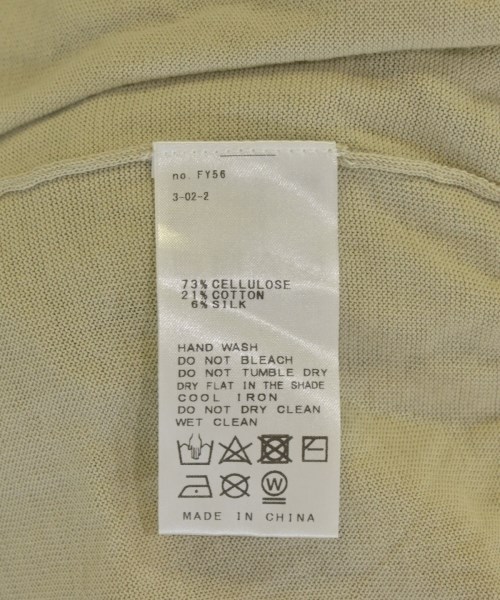 no. FY56
3-02-2
73% CELLULOSE
21% COTTON
6% SILK
HAND WASH
DO NOT BLEACH
DO NOT TUMBLE DRY
DRY FLAT IN THE SHADE
COOL IRON
DO NOT DRY CLEAN
WET CLEAN
W
MADE IN CHINA